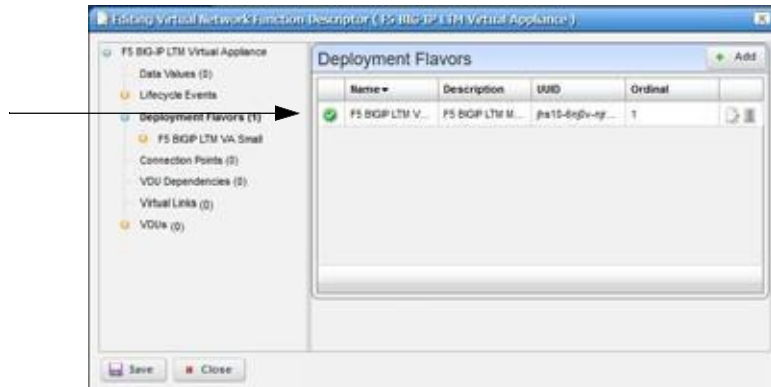 Editing Virtual Network Function Descriptor ( F5 BIG-IP LTM Virtual Appliance )
F5 BIG-IP LTM Virtual Appliance
Data Values (0)
Lifecycle Events
Deployment Flavors (1)
F5 BIGIP LTM VA Small
Connection Points (0)
VDU Dependencies (0)
Virtual Links (0)
VDUs (0)
Deployment Flavors
Add
Name Description UUID Ordinal
F5 BIGIP LTM V... F5 BIGIP LTM M... 1
Save Close